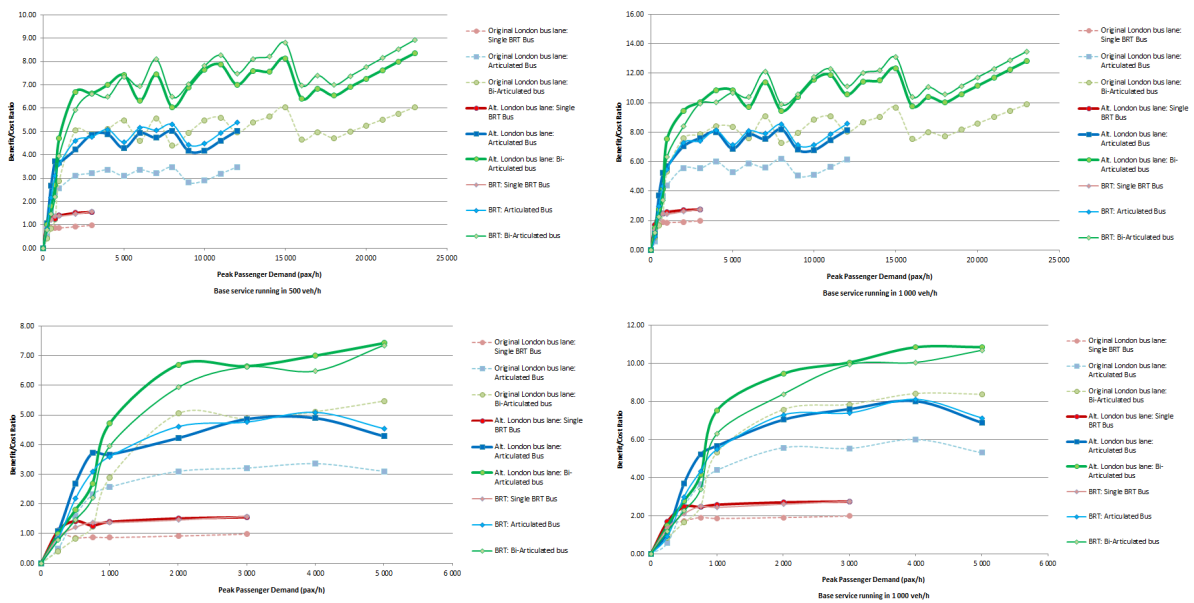 10.00
9.00
8.00
7.00
6.00
5.00
4.00
3.00
2.00
1.00
0.00
Benefit/Cost Ratio
0
5 000
10 000
15 000
20 000
25 000
Peak Passenger Demand (pax/h)
Base service running in 500 veh/h
Original London bus lane:
Single BRT Bus
Original London bus lane:
Articulated Bus
Original London bus lane:
Bi-Articulated bus
Alt. London bus lane: Single
BRT Bus
Alt. London bus lane:
Articulated Bus
Alt. London bus lane: Bi-
Articulated bus
BRT: Single BRT Bus
BRT: Articulated Bus
BRT: Bi-Articulated bus
16.00
14.00
12.00
10.00
8.00
6.00
4.00
2.00
0.00
Benefit/Cost Ratio
0
5 000
10 000
15 000
20 000
25 000
Peak Passenger Demand (pax/h)
Base service running in 1 000 veh/h
Original London bus lane:
Single BRT Bus
Original London bus lane:
Articulated Bus
Original London bus lane:
Bi-Articulated bus
Alt. London bus lane: Single
BRT Bus
Alt. London bus lane:
Articulated Bus
Alt. London bus lane: Bi-
Articulated bus
BRT: Single BRT Bus
BRT: Articulated Bus
BRT: Bi-Articulated bus
8.00
7.00
6.00
5.00
4.00
3.00
2.00
1.00
0.00
Benefit/Cost Ratio
0
1 000
2 000
3 000
4 000
5 000
6 000
Peak Passenger Demand (pax/h)
Original London bus lane:
Single BRT Bus
Original London bus lane:
Articulated Bus
Original London bus lane:
Bi-Articulated bus
Alt. London bus lane: Single
BRT Bus
Alt. London bus lane:
Articulated Bus
Alt. London bus lane: Bi-
Articulated bus
BRT: Single BRT Bus
BRT: Articulated Bus
BRT: Bi-Articulated bus
12.00
10.00
8.00
6.00
4.00
2.00
0.00
Benefit/Cost Ratio
0
1 000
2 000
3 000
4 000
5 000
6 000
Peak Passenger Demand (pax/h)
Base service running in 1 000 veh/h
Original London bus lane:
Single BRT Bus
Original London bus lane:
Articulated Bus
Original London bus lane:
Bi-Articulated bus
Alt. London bus lane: Single
BRT Bus
Alt. London bus lane:
Articulated Bus
Alt. London bus lane: Bi-
Articulated bus
BRT: Single BRT Bus
BRT: Articulated Bus
BRT: Bi-Articulated bus